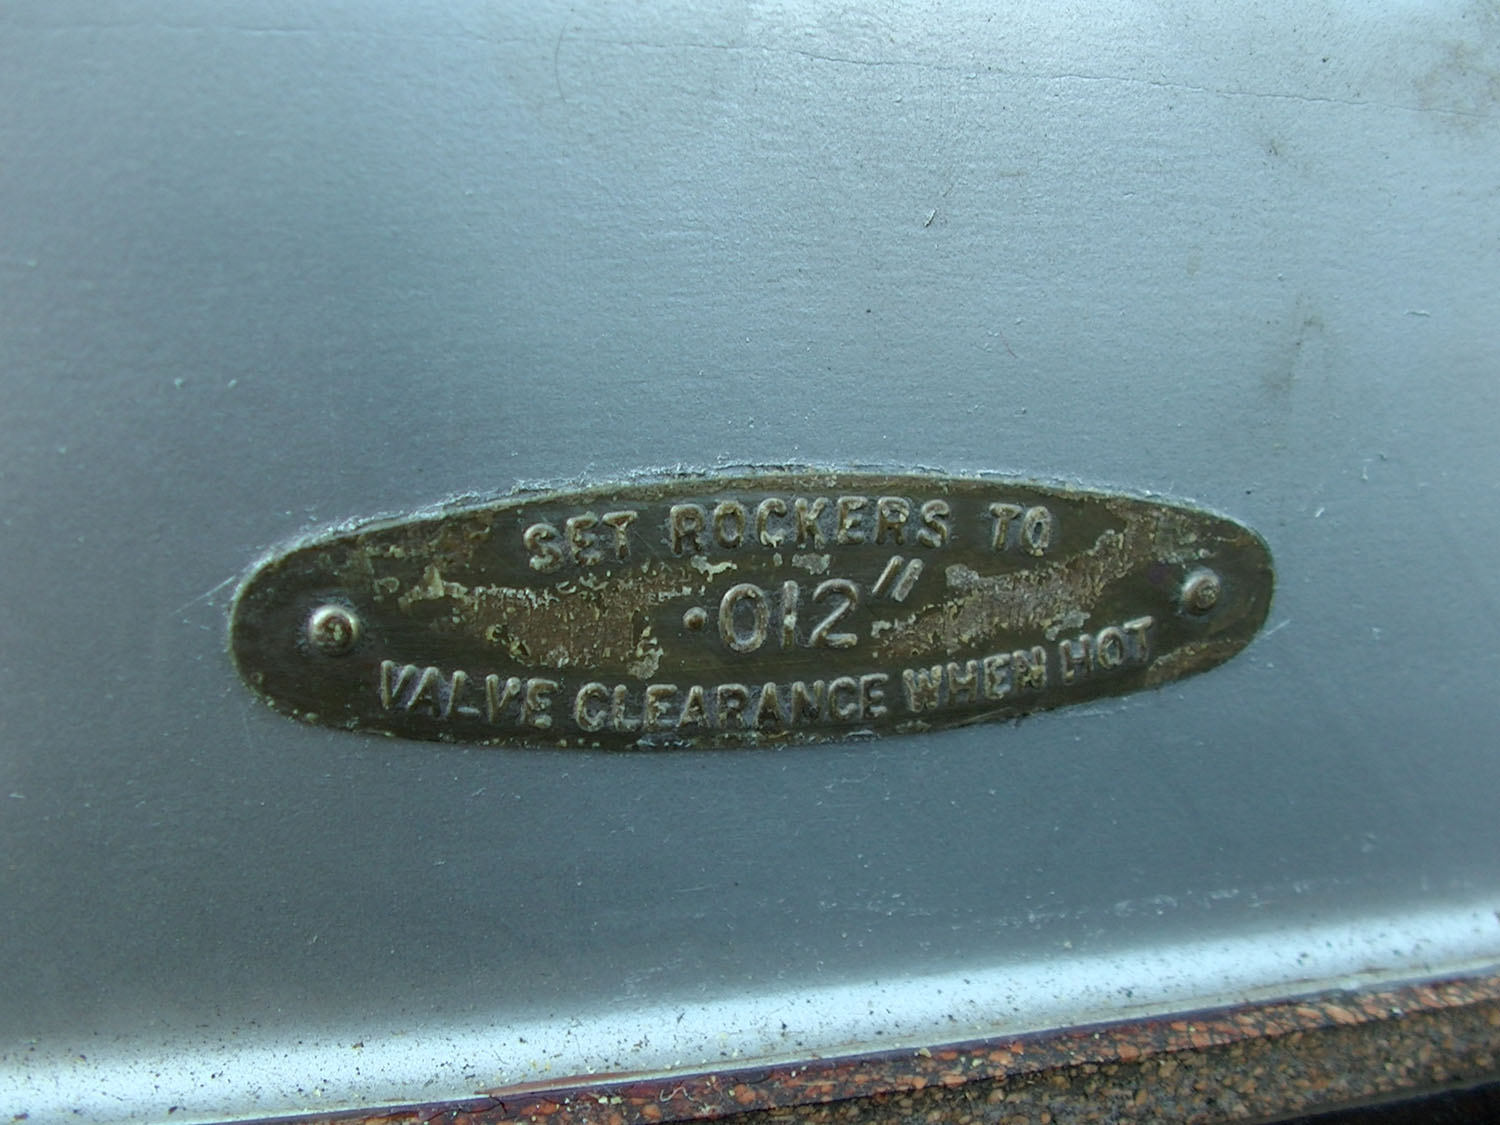 SET ROCKERS TO
·012"
VALVE CLEARANCE WHEN HOT